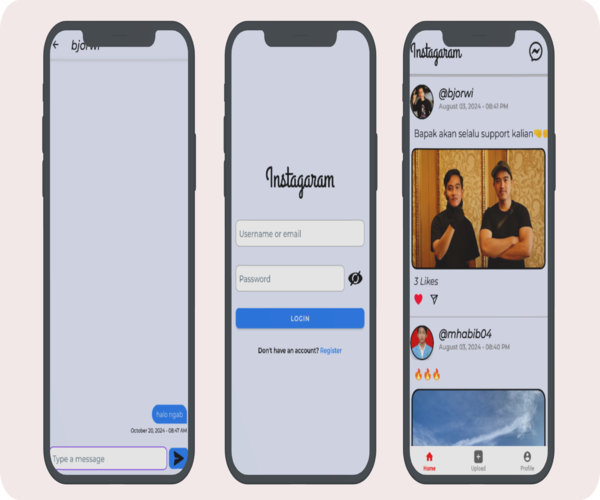 bjorwi
halo ngab
October 20, 2024 - 08:47 AM
Type a message
Instagaram
Username or email
Password
LOGIN
Don't have an account? Register
Instagaram
@bjorwi
August 03, 2024 - 08:41 PM
Bapak akan selalu support kalian🤜🤛
3 Likes
@mhabib04
August 03, 2024 - 08:40 PM
🔥🔥🔥
Home
Upload
Profile